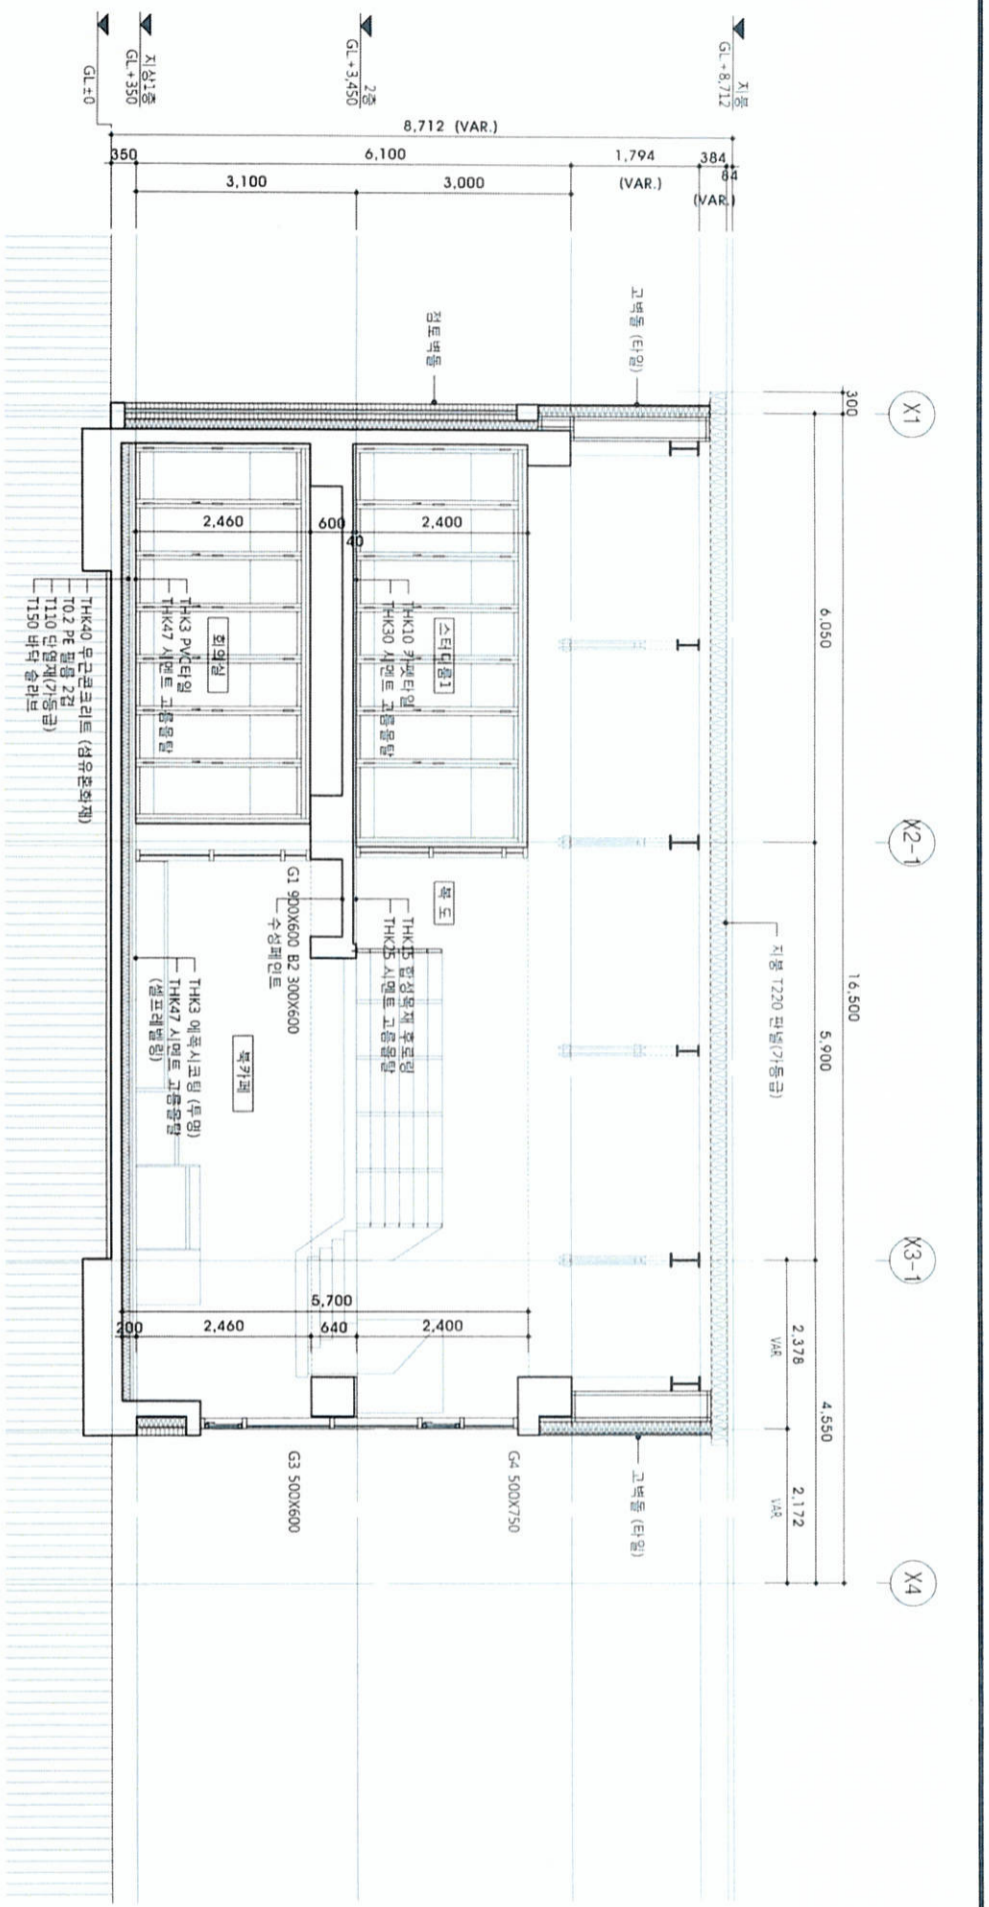 X1
X2-1
X3-1
X4
16,500
300
6,050
5,900
4,550
2,378
VAR
2,172
VAR
지붕
GL+8,712
2층
GL+3,450
지상1층
GL+350
GL±0
8,712 (VAR.)
350
6,100
1,794
(VAR.)
384
84
(VAR.)
3,100
3,000
지붕 T220 판넬(가등급)
고벽돌 (타일)
점토벽돌
고벽돌 (타일)
G4 500X750
스터디룸1
2,400
THK10 카펫타일
THK30 시멘트 고름몰탈
복 도
THK15 합성목재 후로링
THK25 시멘트 고름몰탈
600
40
G1 900X600 B2 300X600
수성페인트
G3 500X600
회의실
2,460
THK3 PVC타일
THK47 시멘트 고름몰탈
북카페
THK3 에폭시코팅 (투명)
THK47 시멘트 고름몰탈
(셀프레벨링)
5,700
200
2,460
640
2,400
THK40 무근콘크리트 (섬유혼화재)
T0.2 PE 필름 2겹
T110 단열재(가등급)
T150 바닥 슬라브